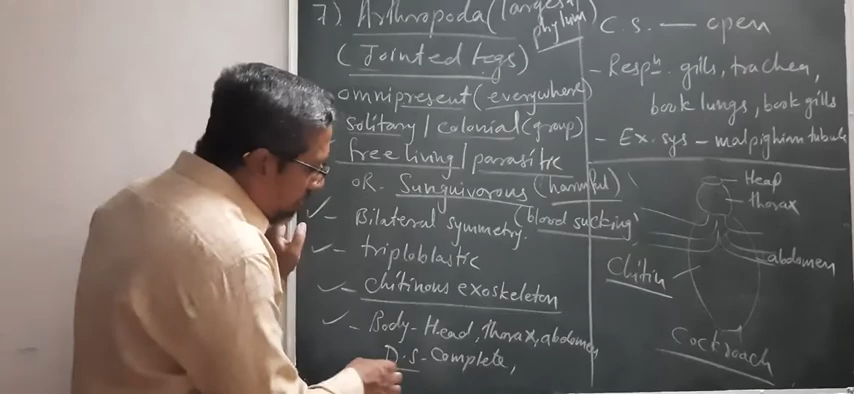 7) Arthropoda (largest phylum)
(Jointed legs)
omnipresent (everywhere)
solitary / colonial (group)
free living / parasitic
OR. Sunguivorous (harmful)
(blood sucking)
- Bilateral symmetry.
- triploblastic
- chitinous exoskeleton
- Body - Head, thorax, abdomen
D.S - complete,
C.S. — open
- Resp^n. gills, trachea,
book lungs, book gills
- Ex. sys - malpighian tubule
Heap
thorax
abdomen
Chitin
Cockroach